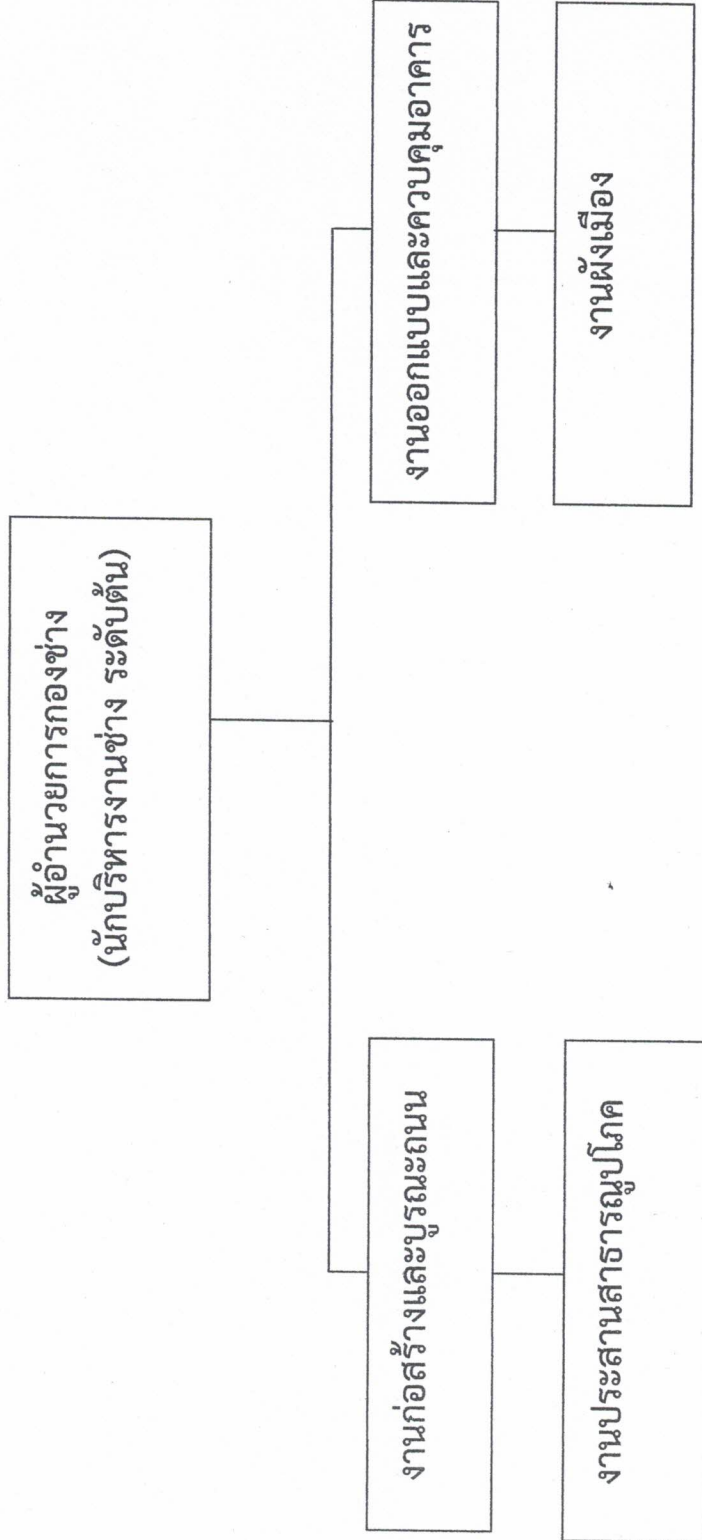 ผู้อำนวยการกองช่าง
(นักบริหารงานช่าง ระดับต้น)
งานก่อสร้างและบูรณะถนน
งานออกแบบและควบคุมอาคาร
งานประสานสาธารณูปโภค
งานผังเมือง